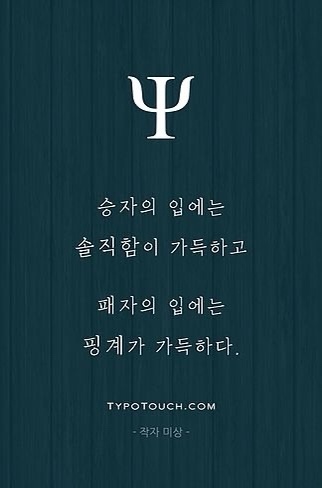 Ψ
승자의 입에는
솔직함이 가득하고
패자의 입에는
핑계가 가득하다.
TYPOTOUCH.COM
- 작자 미상 -